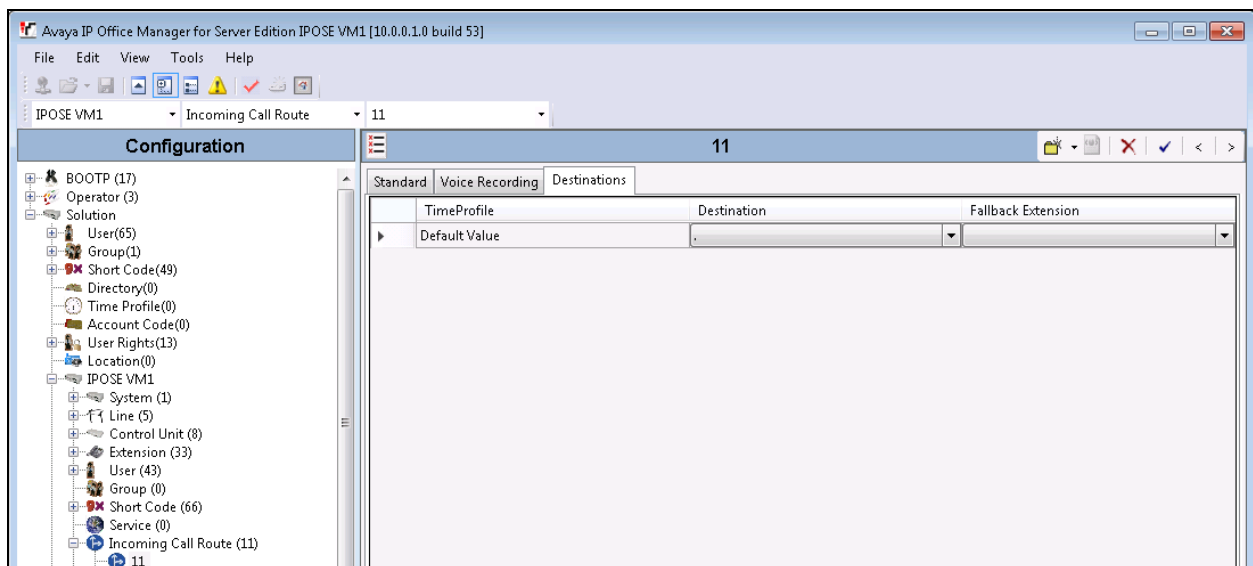 Avaya IP Office Manager for Server Edition IPOSE VM1 [10.0.0.1.0 build 53]
File Edit View Tools Help
IPOSE VM1 Incoming Call Route 11
Configuration
11
BOOTP (17)
Operator (3)
Solution
User(65)
Group(1)
Short Code(49)
Directory(0)
Time Profile(0)
Account Code(0)
User Rights(13)
Location(0)
IPOSE VM1
System (1)
Line (5)
Control Unit (8)
Extension (33)
User (43)
Group (0)
Short Code (66)
Service (0)
Incoming Call Route (11)
11
Standard Voice Recording Destinations
TimeProfile Destination Fallback Extension
Default Value .